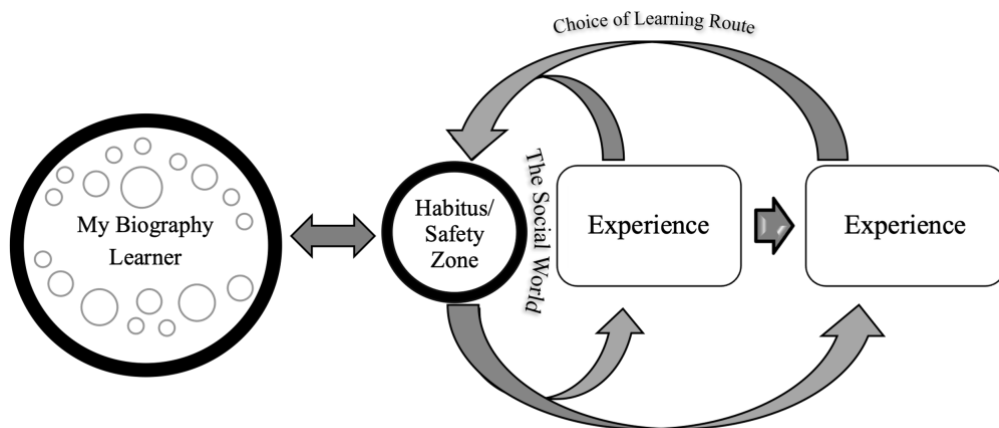 Choice of Learning Route
My Biography
Learner
Habitus/
Safety
Zone
The Social World
Experience
Experience